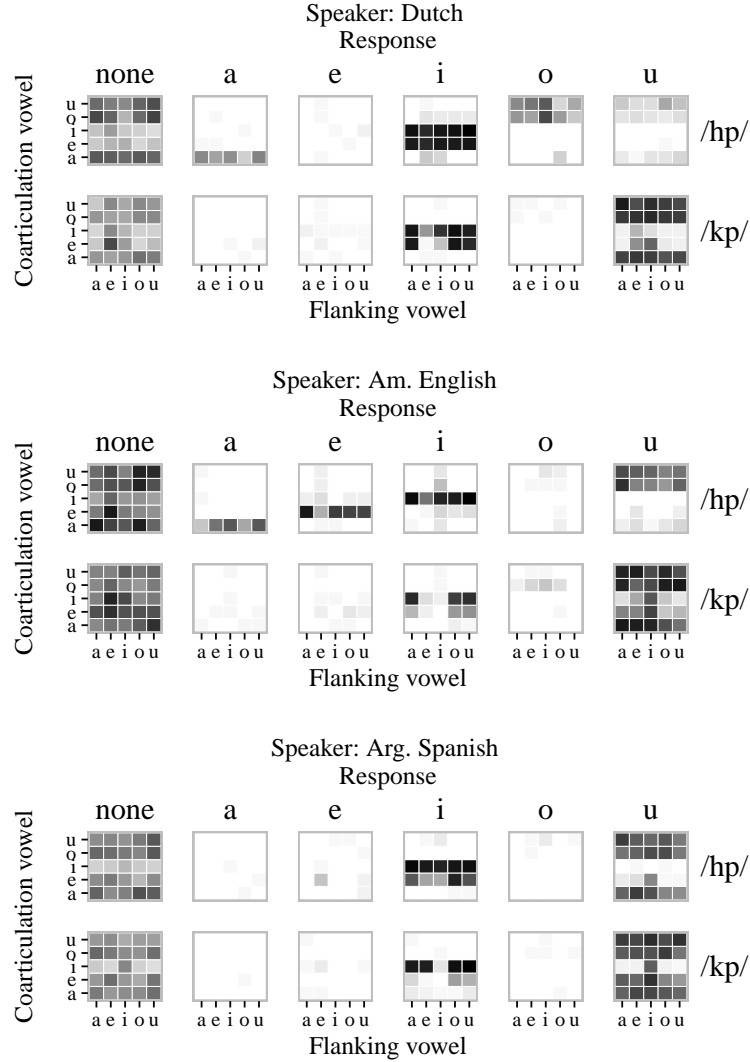 Speaker: Dutch
Response
none a e i o u
u
o
i
e
a
/hp/
u
o
i
e
a
/kp/
Coarticulation vowel
a e i o u a e i o u a e i o u a e i o u a e i o u a e i o u
Flanking vowel
Speaker: Am. English
Response
none a e i o u
u
o
i
e
a
/hp/
u
o
i
e
a
/kp/
Coarticulation vowel
a e i o u a e i o u a e i o u a e i o u a e i o u a e i o u
Flanking vowel
Speaker: Arg. Spanish
Response
none a e i o u
u
o
i
e
a
/hp/
u
o
i
e
a
/kp/
Coarticulation vowel
a e i o u a e i o u a e i o u a e i o u a e i o u a e i o u
Flanking vowel